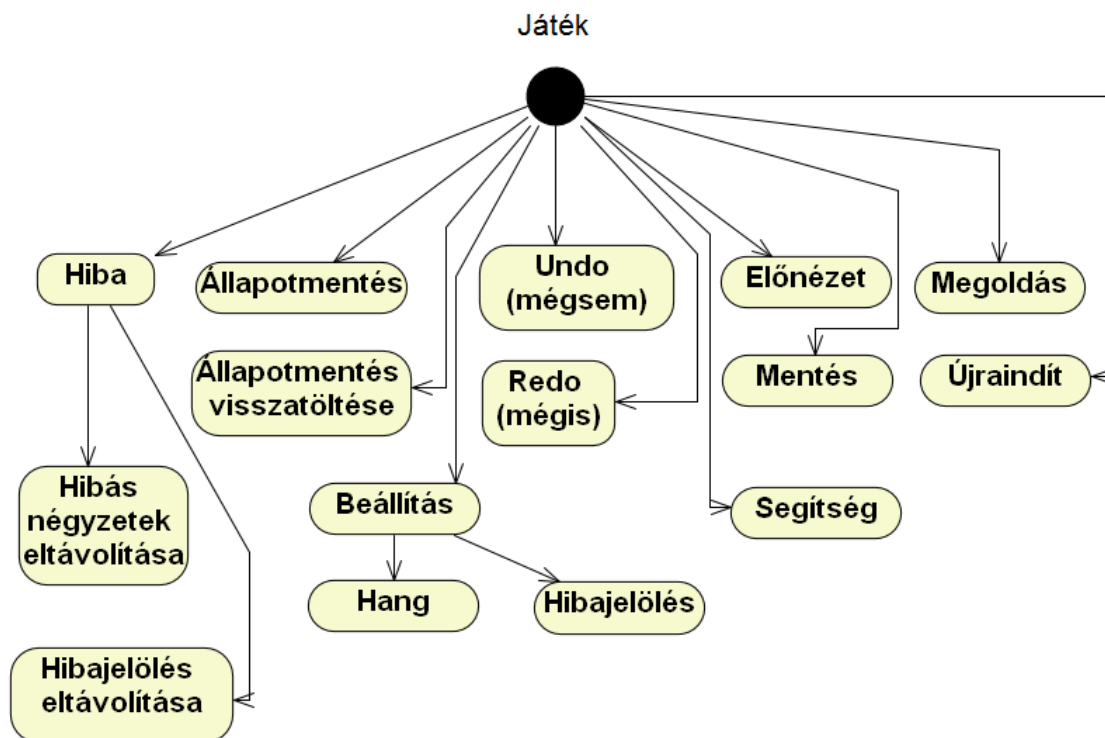 Játék
Hiba
Állapotmentés
Undo
(mégsem)
Előnézet
Megoldás
Állapotmentés
visszatöltése
Redo
(mégis)
Mentés
Újraindít
Hibás
négyzetek
eltávolítása
Beállítás
Segítség
Hang
Hibajelölés
Hibajelölés
eltávolítása